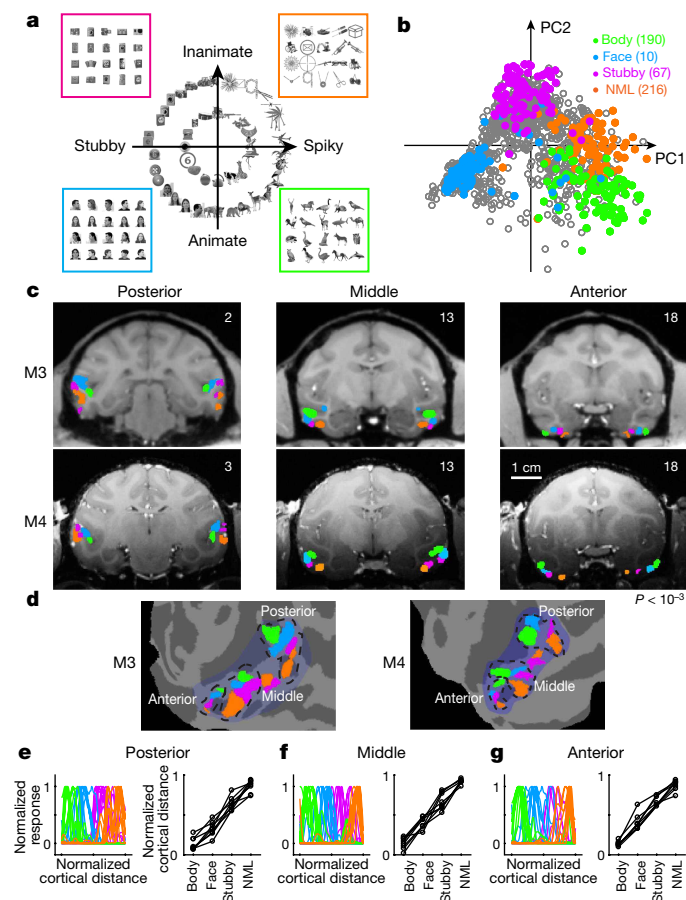 a
Inanimate
Stubby
Spiky
Animate
6
b
PC2
Body (190)
Face (10)
Stubby (67)
NML (216)
PC1
c
Posterior
Middle
Anterior
M3
2
13
18
M4
3
13
18
1 cm
P < 10⁻³
d
M3
Posterior
Anterior
Middle
M4
Posterior
Anterior
Middle
e
Posterior
Normalized
response
1
0
Normalized
cortical distance
Normalized
cortical distance
1
0
Body
Face
Stubby
NML
f
Middle
1
0
Normalized
cortical distance
1
0
Body
Face
Stubby
NML
g
Anterior
1
0
Normalized
cortical distance
1
0
Body
Face
Stubby
NML